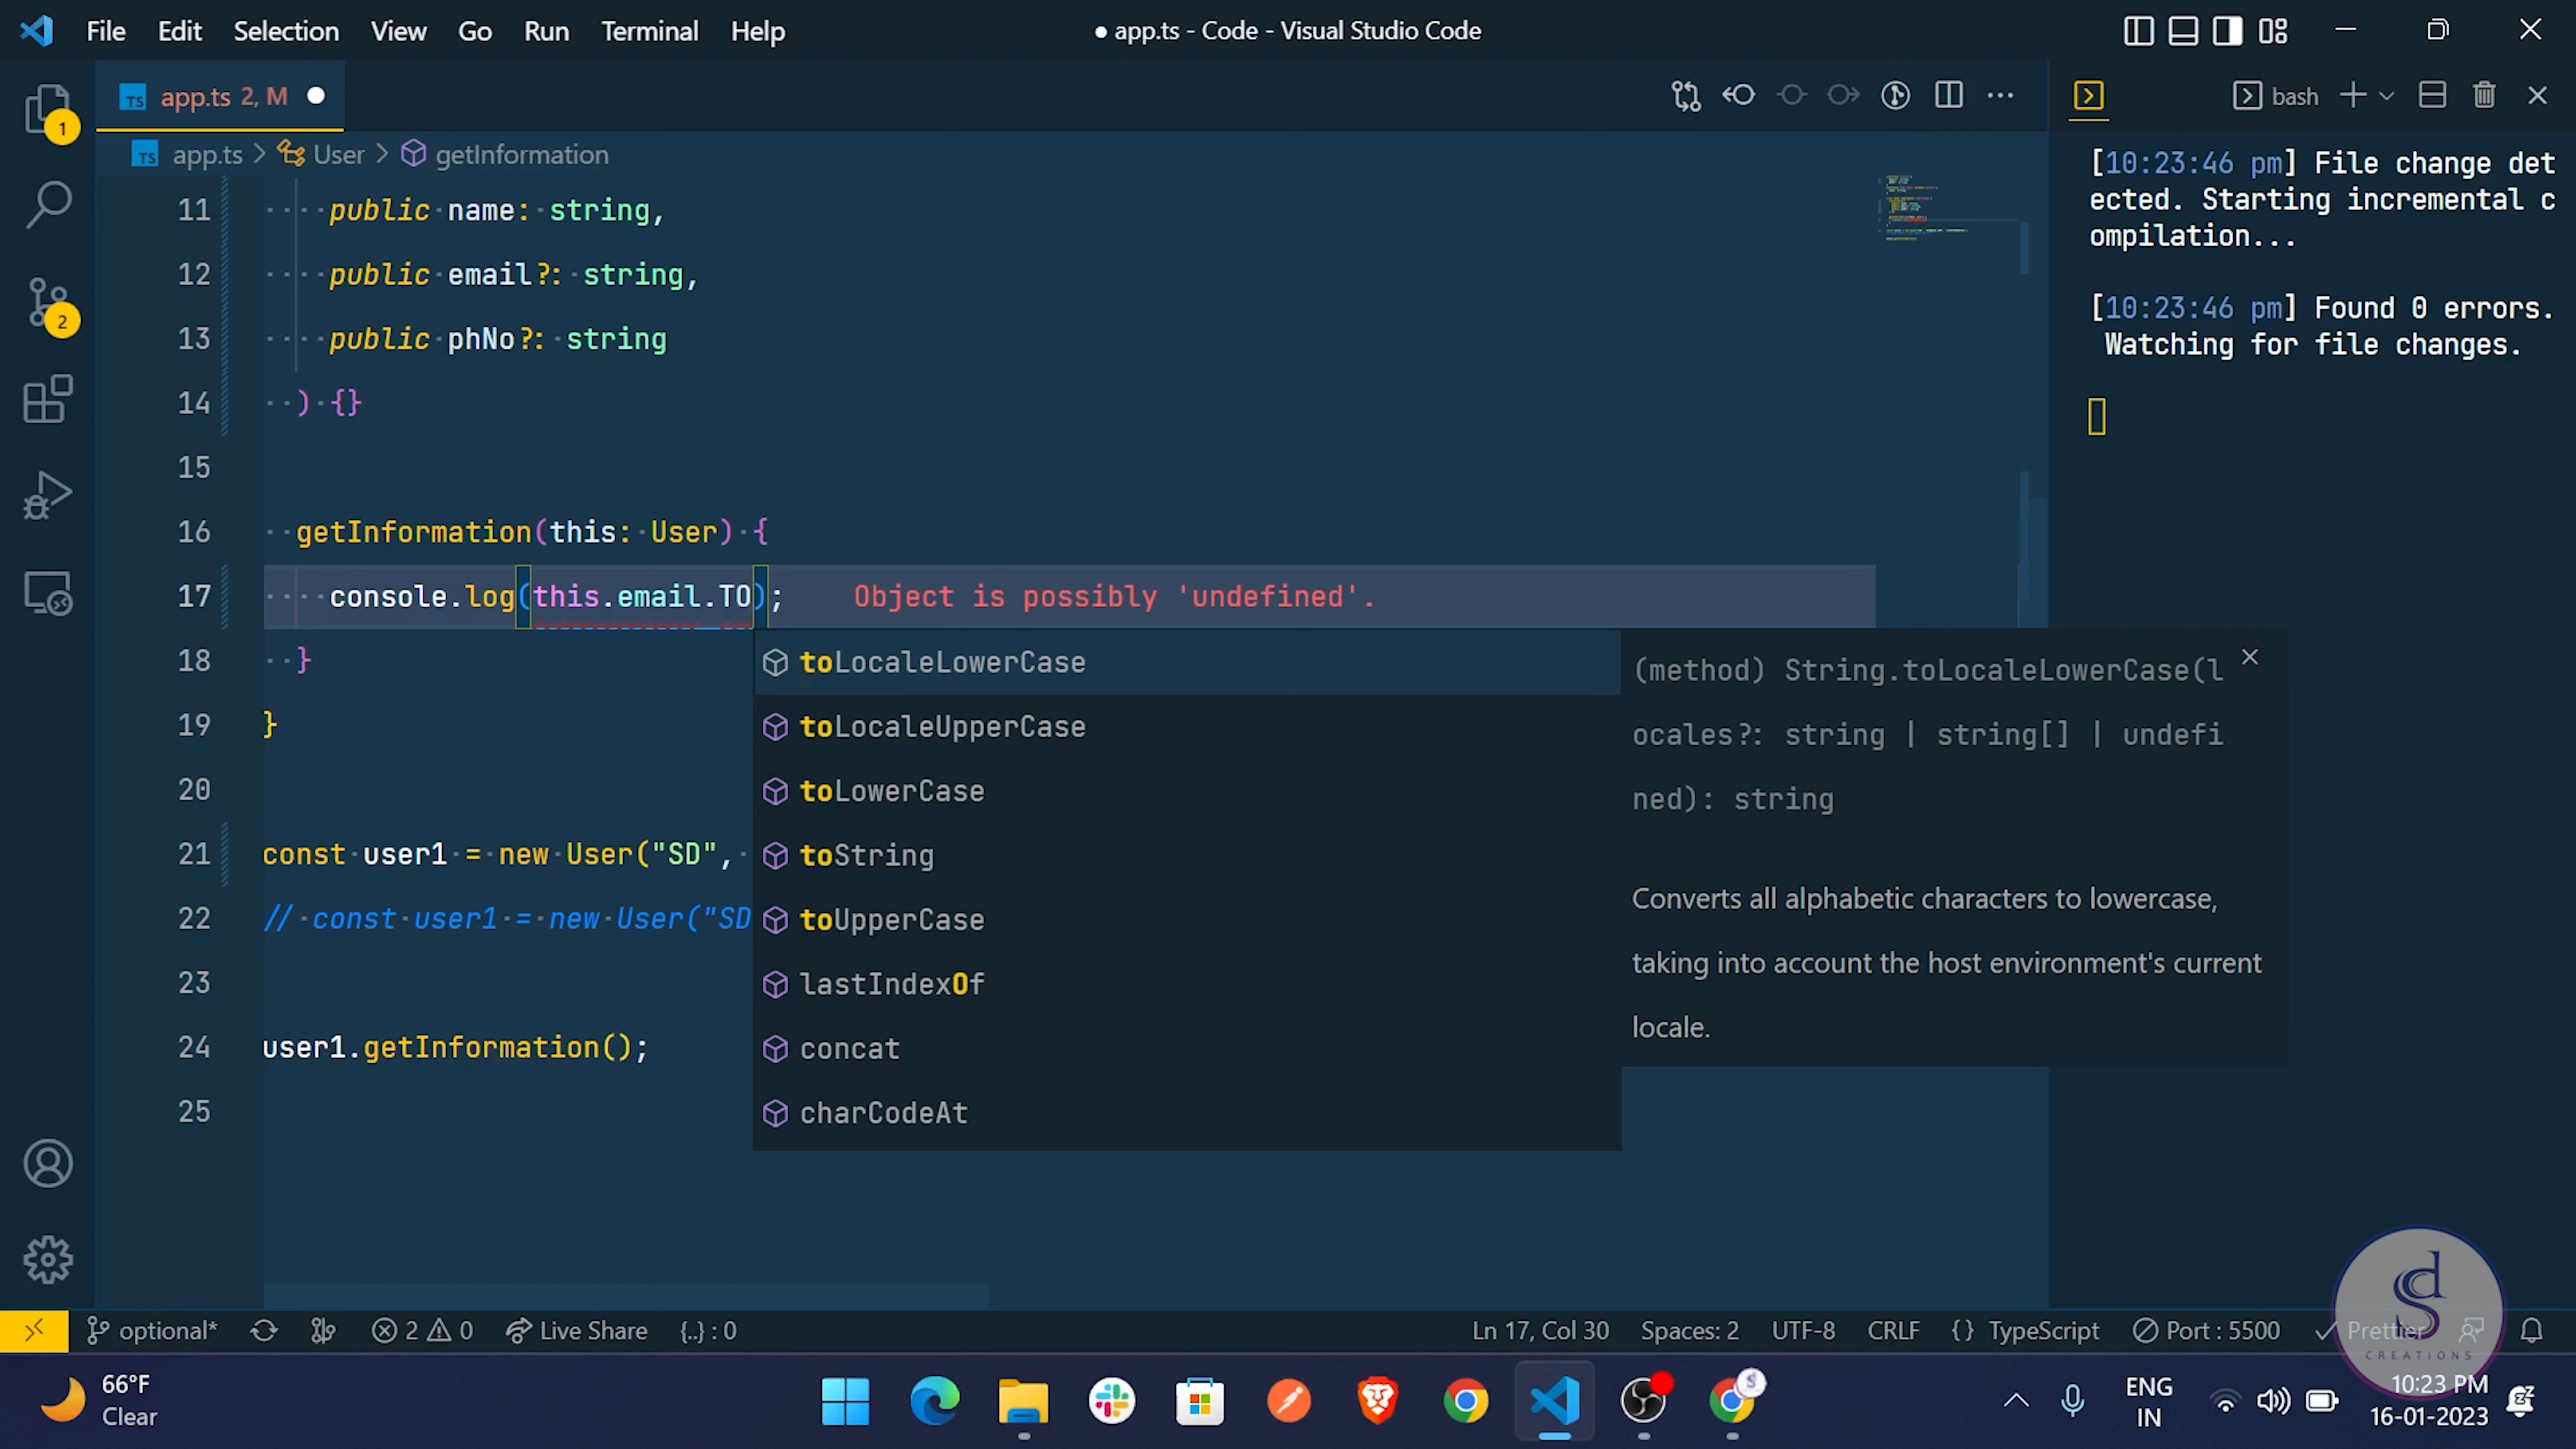 File Edit Selection View Go Run Terminal Help
● app.ts - Code - Visual Studio Code
TS app.ts 2, M ●
bash
TS app.ts > User > getInformation
1
2
11 public name: string,
12 public email?: string,
13 public phNo?: string
14 ) {}
15
16 getInformation(this: User) {
17 console.log(this.email.TO); Object is possibly 'undefined'.
18 }
19 }
20
21 const user1 = new User("SD",
22 // const user1 = new User("SD
23
24 user1.getInformation();
25
toLocaleLowerCase
toLocaleUpperCase
toLowerCase
toString
toUpperCase
lastIndexOf
concat
charCodeAt
(method) String.toLocaleLowerCase(l
ocales?: string | string[] | undefi
ned): string
Converts all alphabetic characters to lowercase,
taking into account the host environment's current
locale.
[10:23:46 pm] File change det
ected. Starting incremental c
ompilation...
[10:23:46 pm] Found 0 errors.
Watching for file changes.
optional* 2 0 Live Share {..} : 0
Ln 17, Col 30 Spaces: 2 UTF-8 CRLF {} TypeScript Port : 5500 Prettier
sd
CREATIONS
66°F
Clear
ENG
IN
10:23 PM
16-01-2023